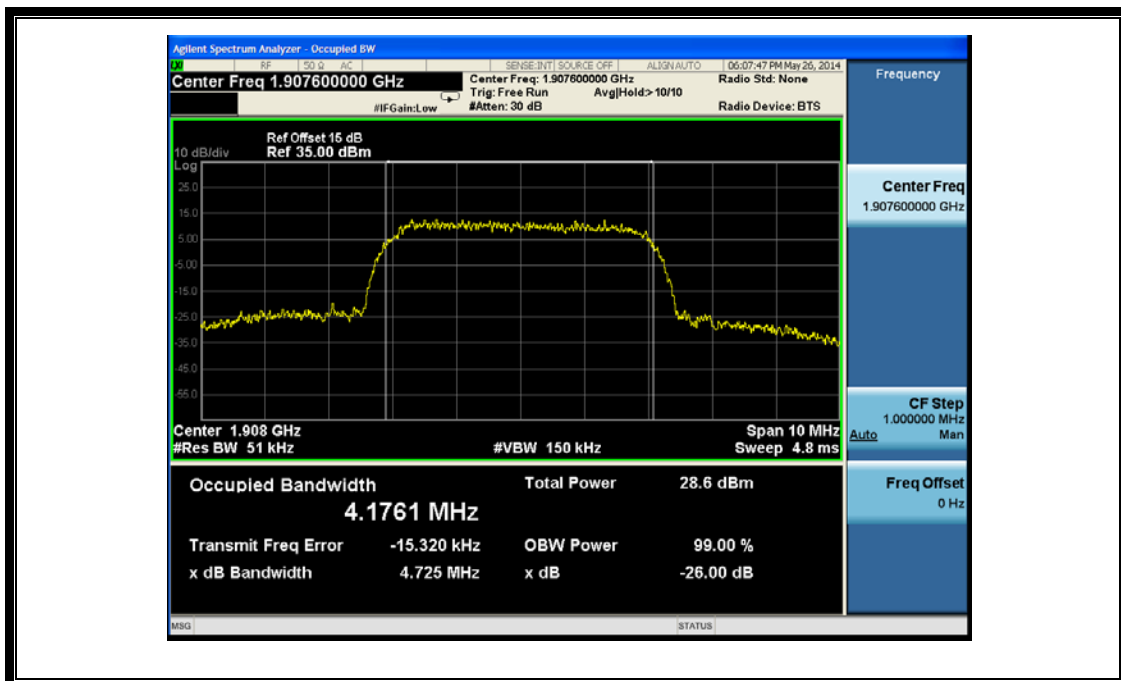 Agilent Spectrum Analyzer - Occupied BW
LXI RF 50 Ω AC SENSE:INT SOURCE OFF ALIGNAUTO 06:07:47 PM May 26, 2014
Center Freq 1.907600000 GHz
Center Freq: 1.907600000 GHz
Radio Std: None
Trig: Free Run Avg|Hold:>10/10
#IFGain:Low
#Atten: 30 dB
Radio Device: BTS
Ref Offset 15 dB
10 dB/div Ref 35.00 dBm
Log
25.0
15.0
5.00
-5.00
-15.0
-25.0
-35.0
-45.0
-55.0
Center 1.908 GHz
Span 10 MHz
#Res BW 51 kHz
#VBW 150 kHz
Sweep 4.8 ms
Occupied Bandwidth
Total Power 28.6 dBm
4.1761 MHz
Transmit Freq Error -15.320 kHz
OBW Power 99.00 %
x dB Bandwidth 4.725 MHz
x dB -26.00 dB
MSG
STATUS
Frequency
Center Freq
1.907600000 GHz
CF Step
1.000000 MHz
Auto Man
Freq Offset
0 Hz